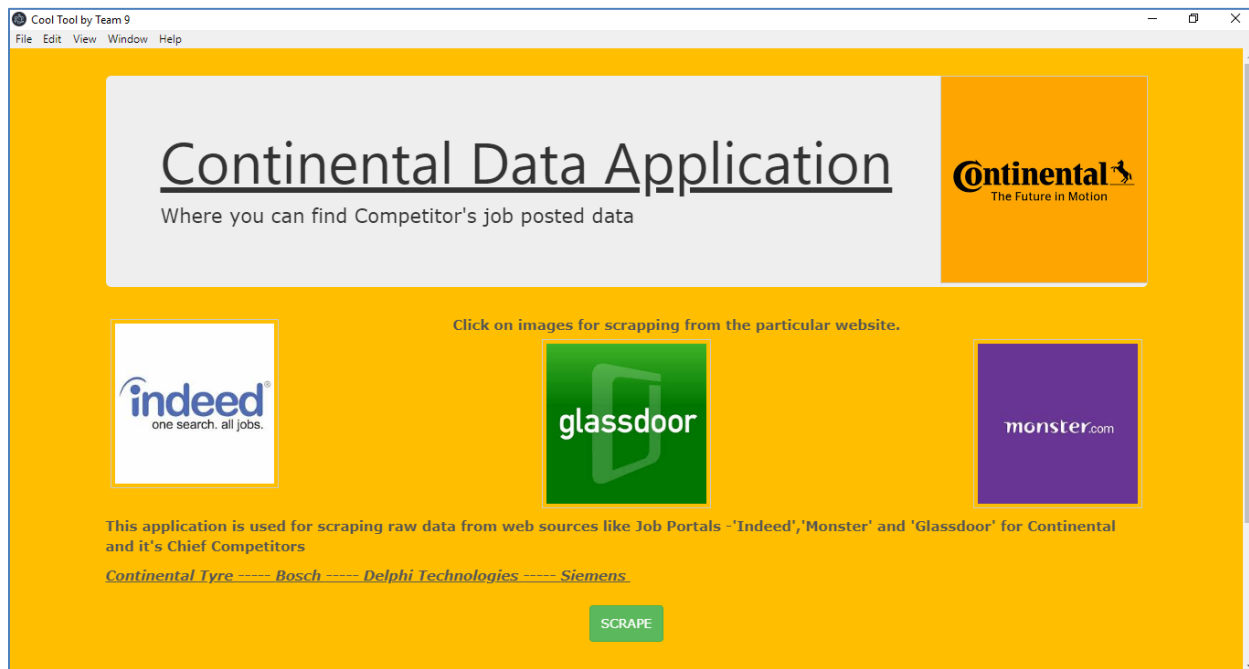 Cool Tool by Team 9
File Edit View Window Help
Continental Data Application
Where you can find Competitor's job posted data
Continental
The Future in Motion
Click on images for scrapping from the particular website.
indeed®
one search. all jobs.
glassdoor
monster.com
This application is used for scraping raw data from web sources like Job Portals -'Indeed','Monster' and 'Glassdoor' for Continental
and it's Chief Competitors
Continental Tyre ----- Bosch ----- Delphi Technologies ----- Siemens
SCRAPE